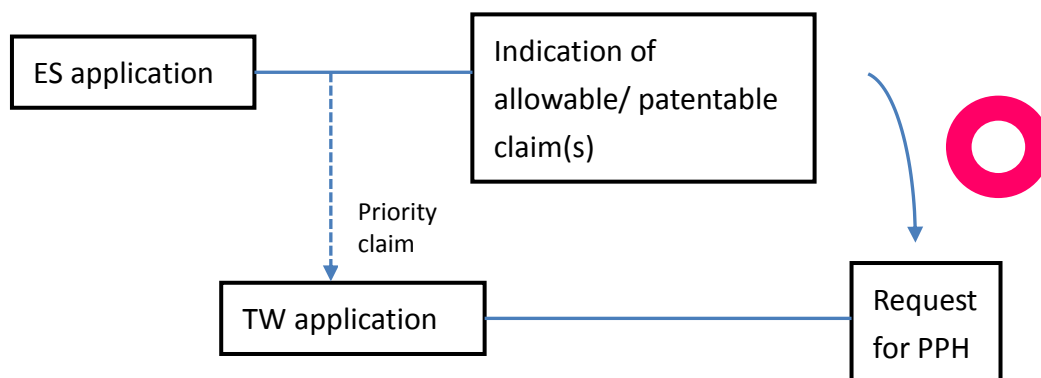 ES application
Indication of
allowable/ patentable
claim(s)
Priority
claim
TW application
Request
for PPH